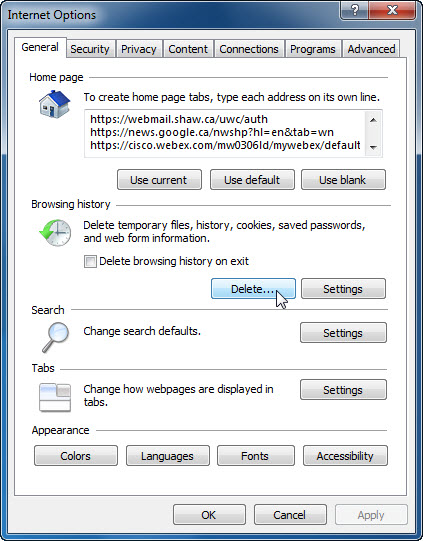 Internet Options
General Security Privacy Content Connections Programs Advanced
Home page
To create home page tabs, type each address on its own line.
https://webmail.shaw.ca/uwc/auth
https://news.google.ca/nwshp?hl=en&tab=wn
https://cisco.webex.com/mw0306ld/mywebex/default
Use current Use default Use blank
Browsing history
Delete temporary files, history, cookies, saved passwords,
and web form information.
Delete browsing history on exit
Delete... Settings
Search
Change search defaults. Settings
Tabs
Change how webpages are displayed in Settings
tabs.
Appearance
Colors Languages Fonts Accessibility
OK Cancel Apply